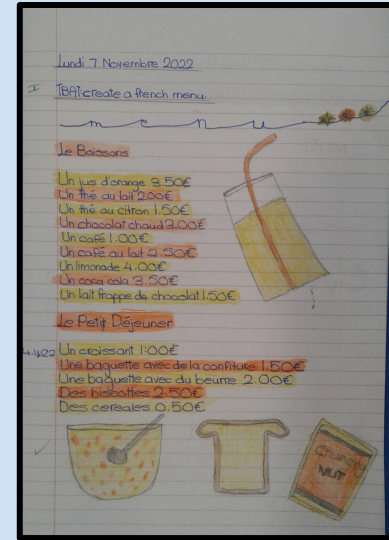 Lundi 7 Novembre 2022
I
TBAT: create a french menu.
menu
Le Boissons
Un jus d'orange 3.50€
Un thé au lait 2.00€
Un thé au citron 1.50€
Un chocolat chaud 3.00€
Un café 1.00€
Un café au lait 2.50€
Un limonade 4.00€
Un coca cola 3.50€
Un lait frappe de chocolat 1.50€
Le Petit Déjeuner
Un croissant 1:00€
Une baguette avec de la confiture 1.50€
Une baguette avec du beurre 2.00€
Des bisbottes 2.50€
Des cereales 0.50€
Crunchy
NUT